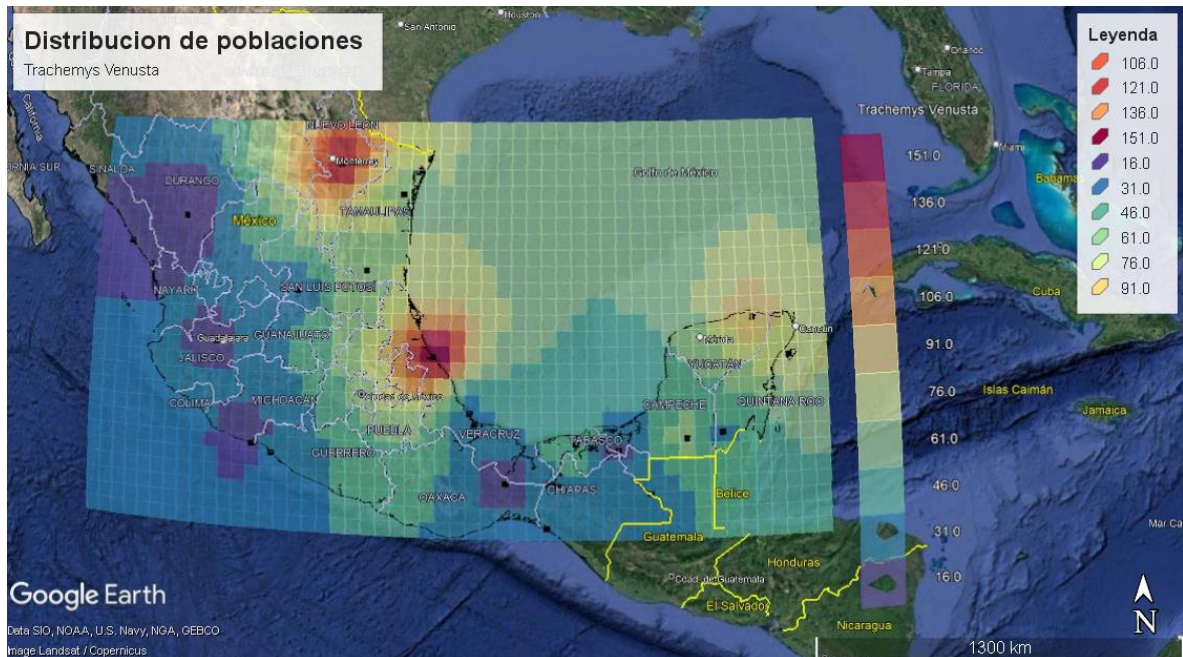 Distribucion de poblaciones
Trachemys Venusta
Houston
San Antonio
Leyenda
106.0
121.0
136.0
151.0
16.0
31.0
46.0
61.0
76.0
91.0
Orlando
Tampa
FLORIDA
Trachemys Venusta
Miami
Bahamas
California
SINALOA
DURANGO
NUEVO LEÓN
Monterrey
TAMAULIPAS
México
Golfo de México
NAYARIT
SAN LUIS POTOSÍ
Guadalajara
GUANAJUATO
JALISCO
COLIMA
MICHOACÁN
Ciudad de México
PUEBLA
GUERRERO
VERACRUZ
TABASCO
OAXACA
CHIAPAS
Mérida
Cancún
YUCATÁN
CAMPECHE
QUINTANA ROO
Belice
Guatemala
Honduras
Cdad. de Guatemala
El Salvador
Nicaragua
Cuba
Islas Caimán
Jamaica
Mar Ca
151.0
136.0
121.0
106.0
91.0
76.0
61.0
46.0
31.0
16.0
Google Earth
Data SIO, NOAA, U.S. Navy, NGA, GEBCO
Image Landsat / Copernicus
N
1300 km